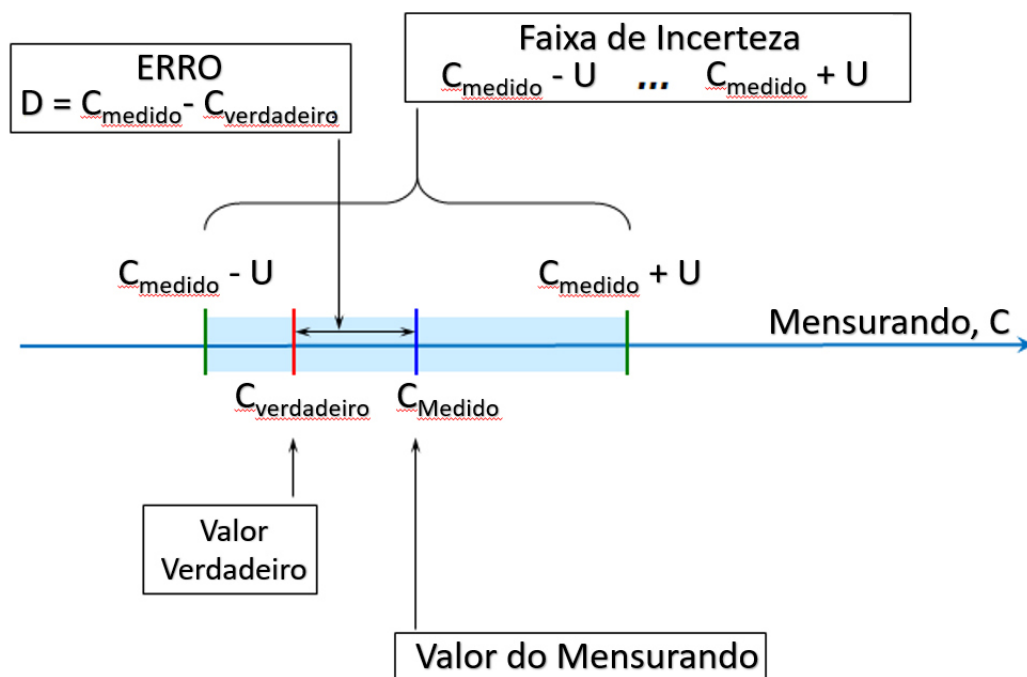 ERRO
D = Cmedido- Cverdadeiro.
Faixa de Incerteza
Cmedido - U ... Cmedido + U
Cmedido - U
Cmedido + U
Mensurando, C
Cverdadeiro
CMedido
Valor
Verdadeiro
Valor do Mensurando